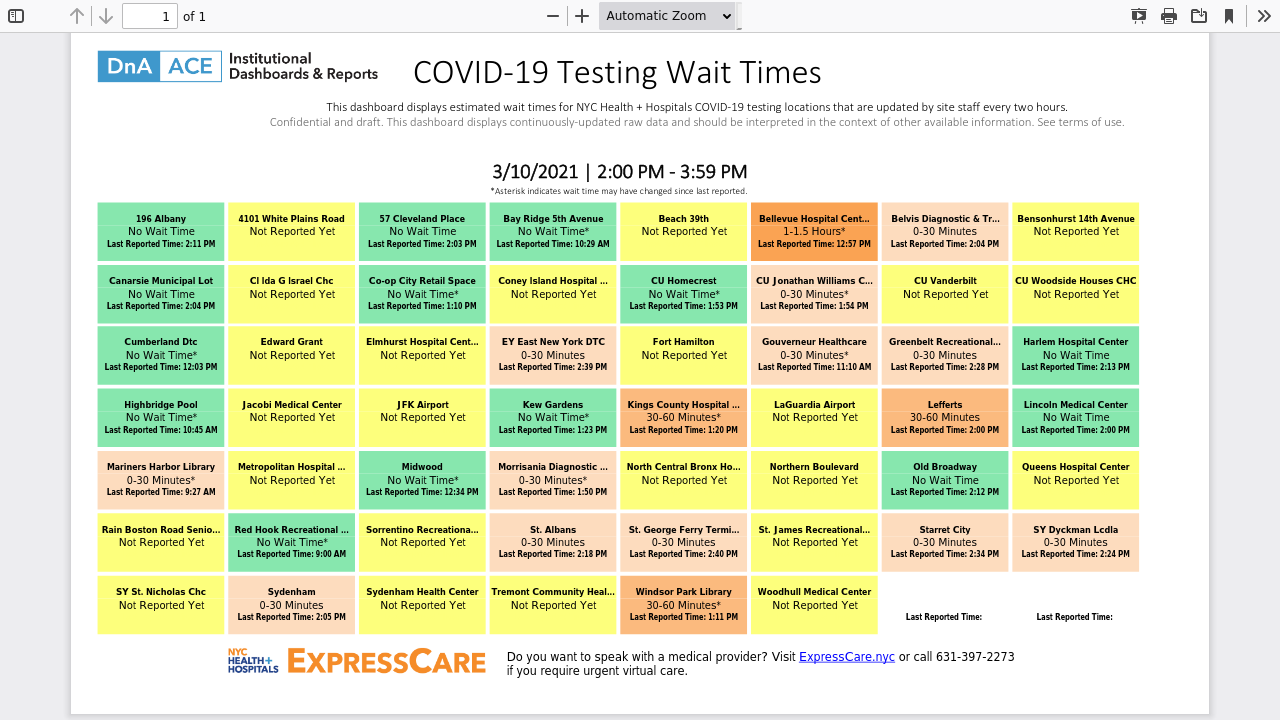 1 of 1 Automatic Zoom
DnA ACE Institutional
Dashboards & Reports
COVID-19 Testing Wait Times
This dashboard displays estimated wait times for NYC Health + Hospitals COVID-19 testing locations that are updated by site staff every two hours.
Confidential and draft. This dashboard displays continuously-updated raw data and should be interpreted in the context of other available information. See terms of use.
3/10/2021 | 2:00 PM - 3:59 PM
*Asterisk indicates wait time may have changed since last reported.
196 Albany
No Wait Time
Last Reported Time: 2:11 PM
4101 White Plains Road
Not Reported Yet
57 Cleveland Place
No Wait Time
Last Reported Time: 2:03 PM
Bay Ridge 5th Avenue
No Wait Time*
Last Reported Time: 10:29 AM
Beach 39th
Not Reported Yet
Bellevue Hospital Cent...
1-1.5 Hours*
Last Reported Time: 12:57 PM
Belvis Diagnostic & Tr...
0-30 Minutes
Last Reported Time: 2:04 PM
Bensonhurst 14th Avenue
Not Reported Yet
Canarsie Municipal Lot
No Wait Time
Last Reported Time: 2:04 PM
CI Ida G Israel Chc
Not Reported Yet
Co-op City Retail Space
No Wait Time*
Last Reported Time: 1:10 PM
Coney Island Hospital ...
Not Reported Yet
CU Homecrest
No Wait Time*
Last Reported Time: 1:53 PM
CU Jonathan Williams C...
0-30 Minutes*
Last Reported Time: 1:54 PM
CU Vanderbilt
Not Reported Yet
CU Woodside Houses CHC
Not Reported Yet
Cumberland Dtc
No Wait Time*
Last Reported Time: 12:03 PM
Edward Grant
Not Reported Yet
Elmhurst Hospital Cent...
Not Reported Yet
EY East New York DTC
0-30 Minutes
Last Reported Time: 2:39 PM
Fort Hamilton
Not Reported Yet
Gouverneur Healthcare
0-30 Minutes*
Last Reported Time: 11:10 AM
Greenbelt Recreational...
0-30 Minutes
Last Reported Time: 2:28 PM
Harlem Hospital Center
No Wait Time
Last Reported Time: 2:13 PM
Highbridge Pool
No Wait Time*
Last Reported Time: 10:45 AM
Jacobi Medical Center
Not Reported Yet
JFK Airport
Not Reported Yet
Kew Gardens
No Wait Time*
Last Reported Time: 1:23 PM
Kings County Hospital ...
30-60 Minutes*
Last Reported Time: 1:20 PM
LaGuardia Airport
Not Reported Yet
Lefferts
30-60 Minutes
Last Reported Time: 2:00 PM
Lincoln Medical Center
No Wait Time
Last Reported Time: 2:00 PM
Mariners Harbor Library
0-30 Minutes*
Last Reported Time: 9:27 AM
Metropolitan Hospital ...
Not Reported Yet
Midwood
No Wait Time*
Last Reported Time: 12:34 PM
Morrisania Diagnostic ...
0-30 Minutes*
Last Reported Time: 1:50 PM
North Central Bronx Ho...
Not Reported Yet
Northern Boulevard
Not Reported Yet
Old Broadway
No Wait Time
Last Reported Time: 2:12 PM
Queens Hospital Center
Not Reported Yet
Rain Boston Road Senio...
Not Reported Yet
Red Hook Recreational ...
No Wait Time*
Last Reported Time: 9:00 AM
Sorrentino Recreationa...
Not Reported Yet
St. Albans
0-30 Minutes
Last Reported Time: 2:18 PM
St. George Ferry Termi...
0-30 Minutes
Last Reported Time: 2:40 PM
St. James Recreational...
Not Reported Yet
Starret City
0-30 Minutes
Last Reported Time: 2:34 PM
SY Dyckman Lcdla
0-30 Minutes
Last Reported Time: 2:24 PM
SY St. Nicholas Chc
Not Reported Yet
Sydenham
0-30 Minutes
Last Reported Time: 2:05 PM
Sydenham Health Center
Not Reported Yet
Tremont Community Heal...
Not Reported Yet
Windsor Park Library
30-60 Minutes*
Last Reported Time: 1:11 PM
Woodhull Medical Center
Not Reported Yet
Last Reported Time:
Last Reported Time:
NYC
HEALTH+
HOSPITALS
EXPRESSCARE
Do you want to speak with a medical provider? Visit ExpressCare.nyc or call 631-397-2273
if you require urgent virtual care.